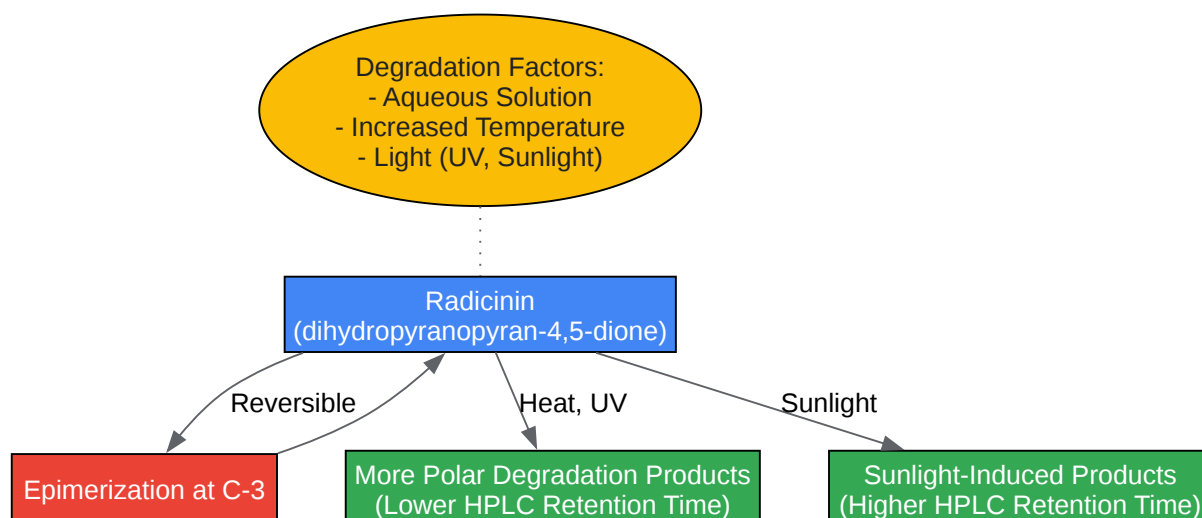 Degradation Factors:
- Aqueous Solution
- Increased Temperature
- Light (UV, Sunlight)
Radicinin
(dihydropyranopyran-4,5-dione)
Reversible
Heat, UV
Sunlight
Epimerization at C-3
More Polar Degradation Products
(Lower HPLC Retention Time)
Sunlight-Induced Products
(Higher HPLC Retention Time)